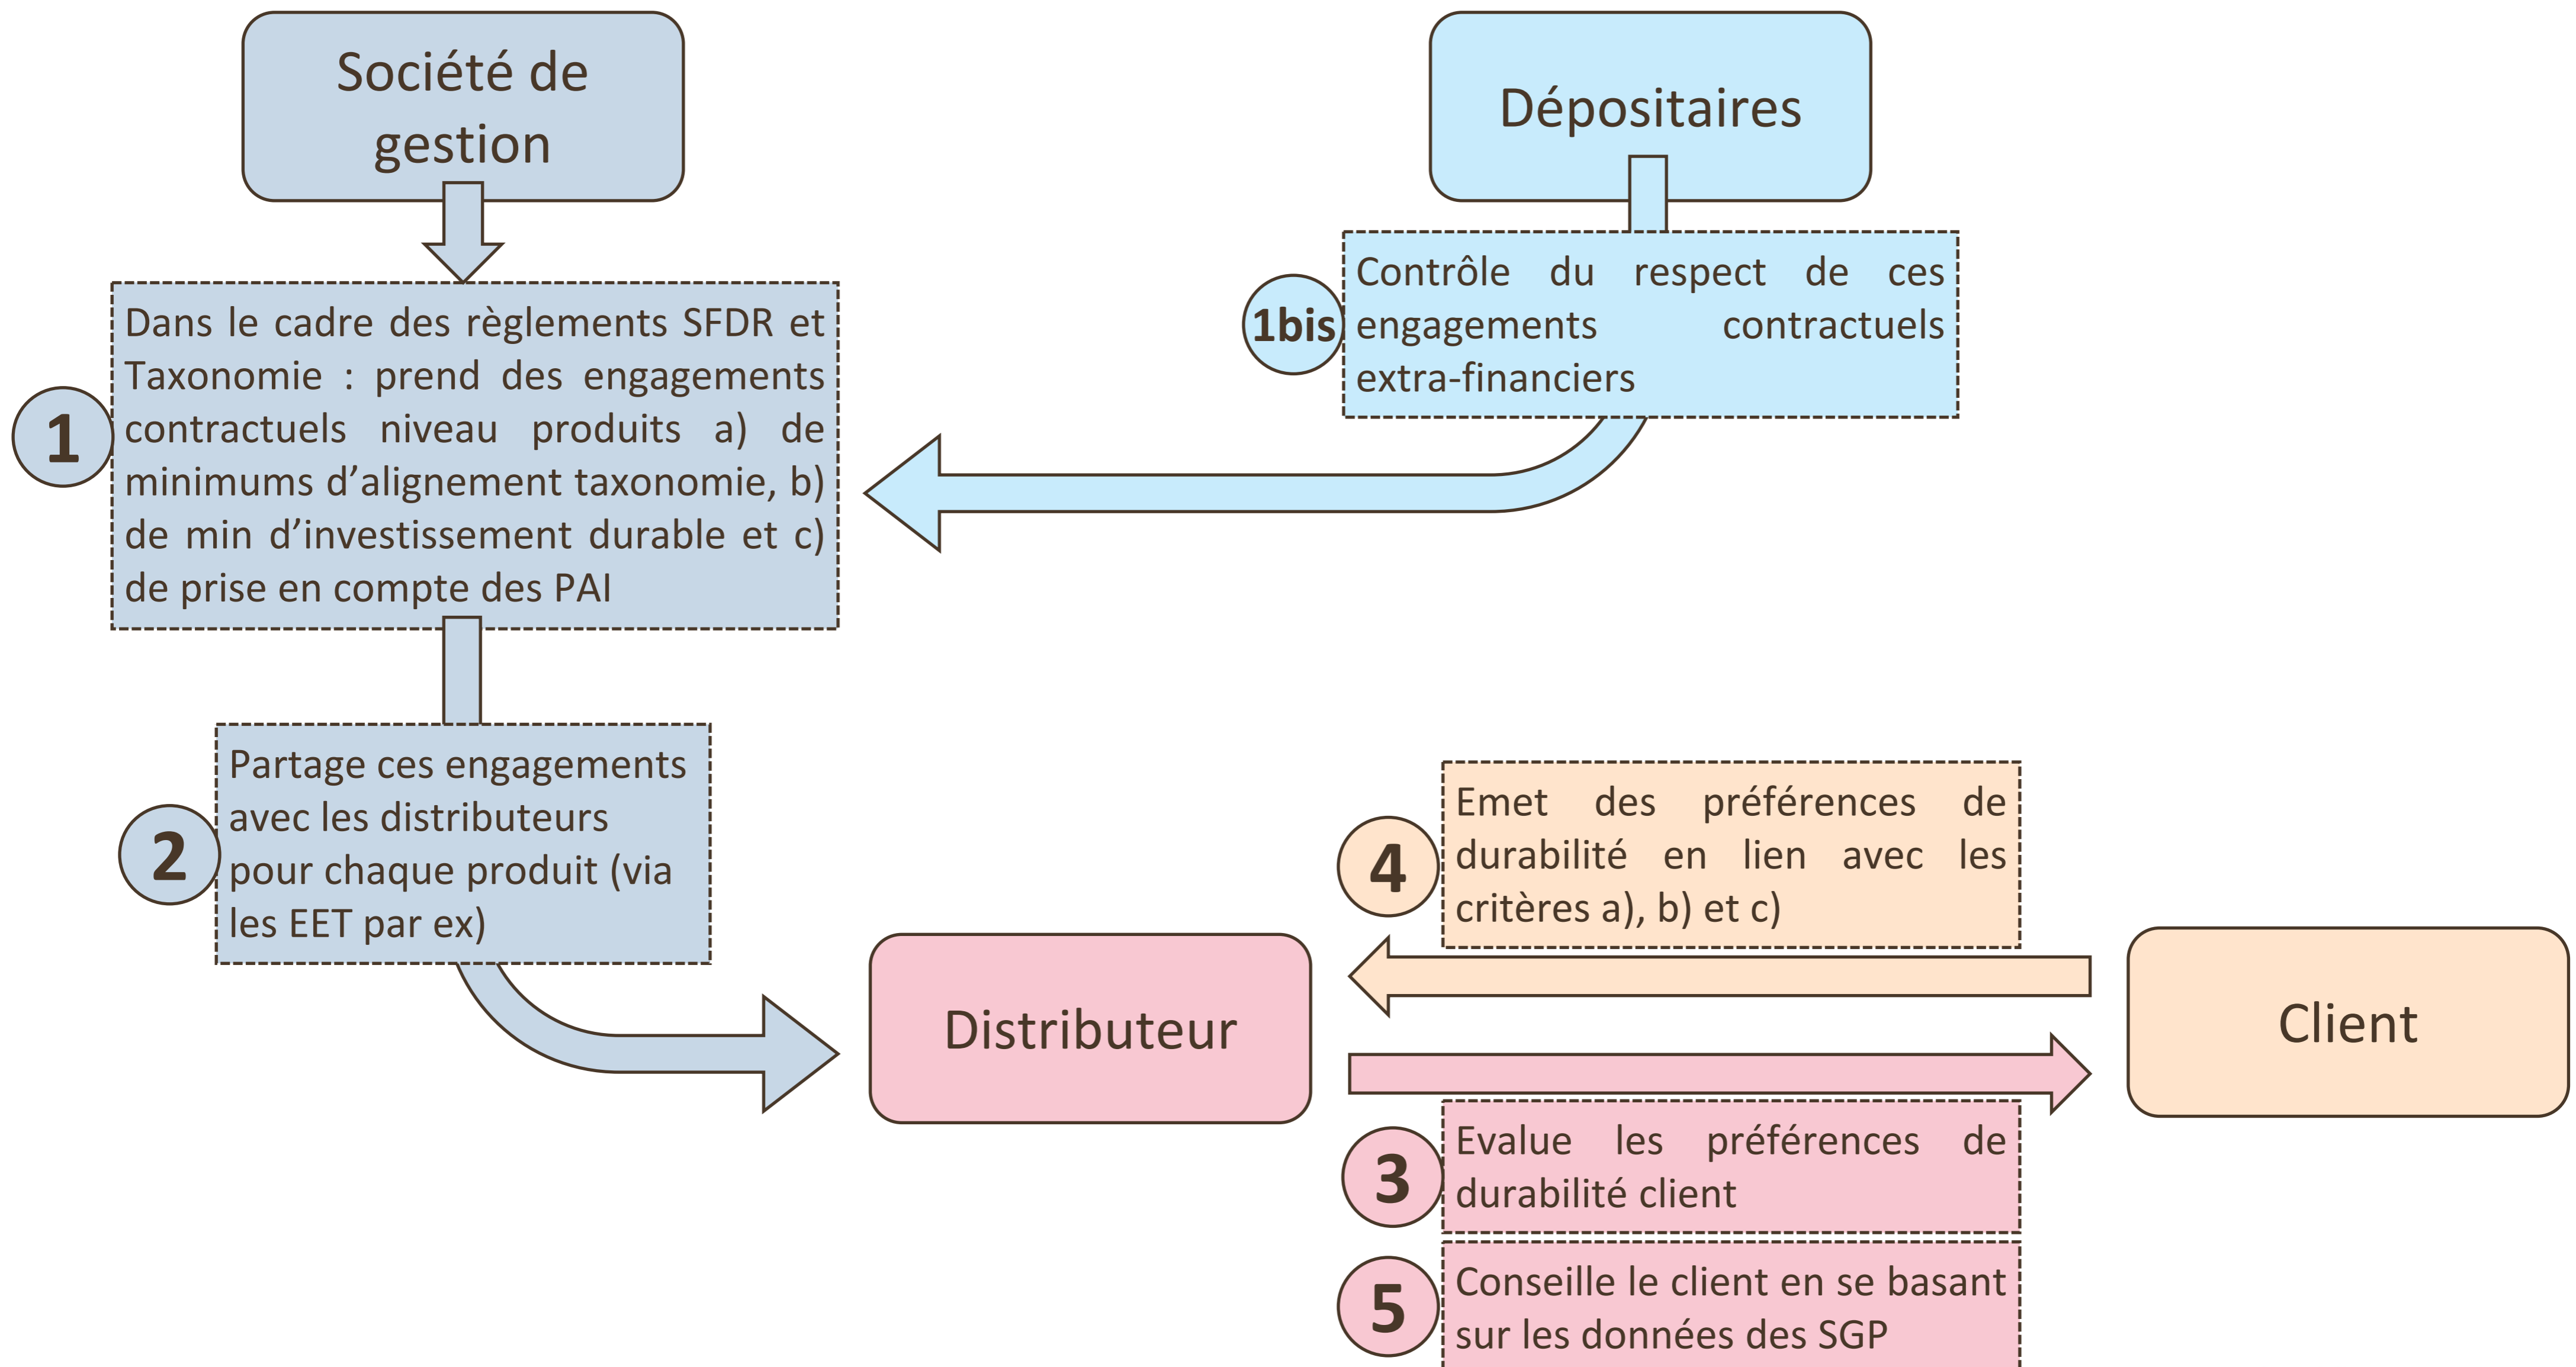 Société de
gestion
Dépositaires
1
Dans le cadre des règlements SFDR et
Taxonomie : prend des engagements
contractuels niveau produits a) de
minimums d’alignement taxonomie, b)
de min d’investissement durable et c)
de prise en compte des PAI
1bis
Contrôle du respect de ces
engagements contractuels
extra-financiers
2
Partage ces engagements
avec les distributeurs
pour chaque produit (via
les EET par ex)
Distributeur
4
Emet des préférences de
durabilité en lien avec les
critères a), b) et c)
Client
3
Evalue les préférences de
durabilité client
5
Conseille le client en se basant
sur les données des SGP